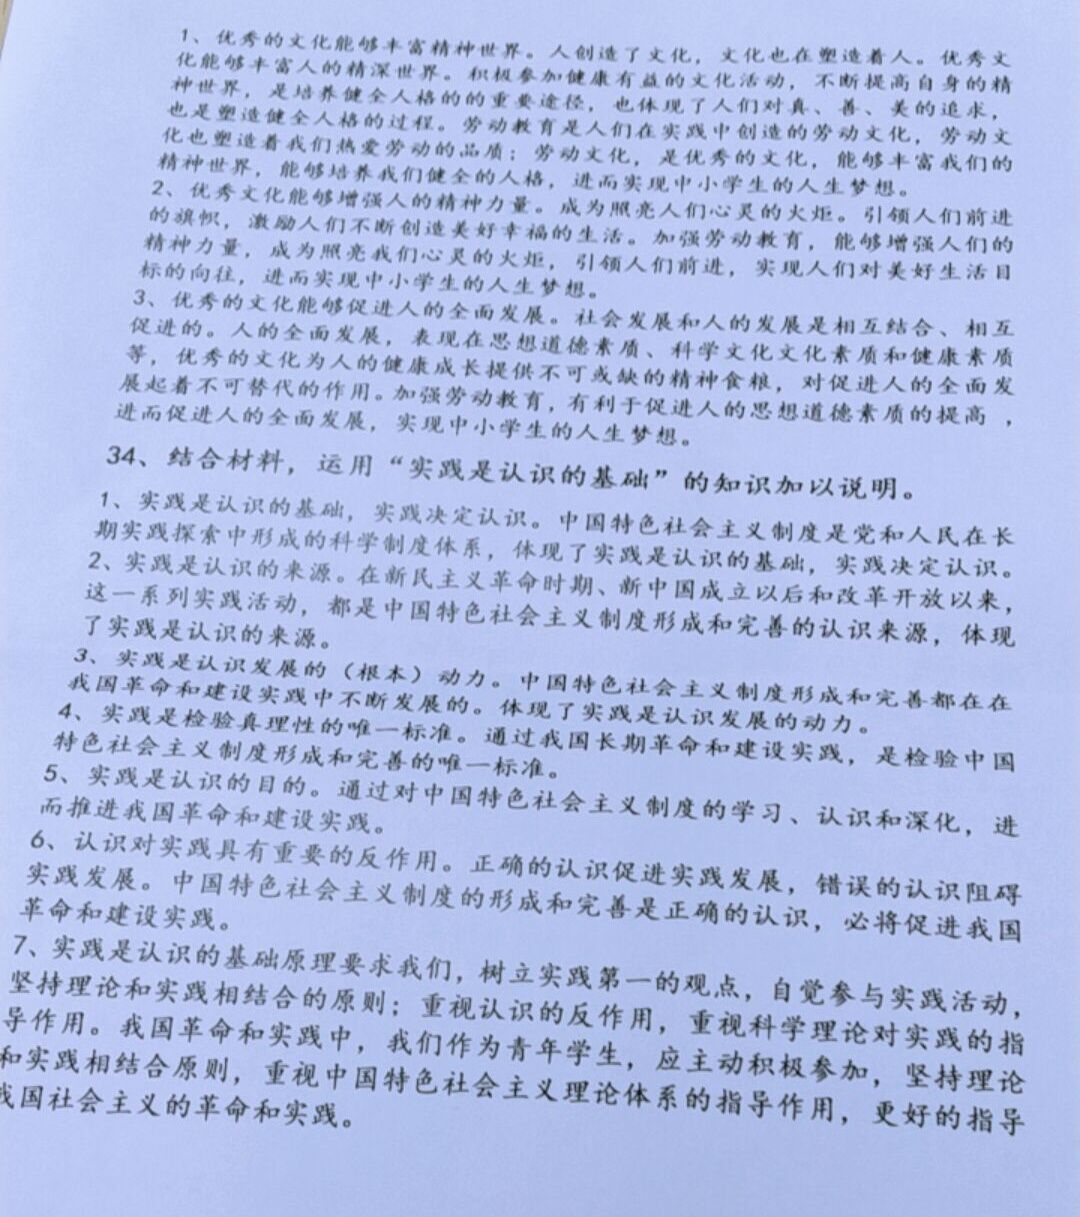 1、优秀的文化能够丰富精神世界。人创造了文化，文化也在塑造着人。优秀文
化能够丰富人的精深世界。积极参加健康有益的文化活动，不断提高自身的精
神世界，是培养健全人格的的重要途径，也体现了人们对真、善、美的追求，
也是塑造健全人格的过程。劳动教育是人们在实践中创造的劳动文化，劳动文
化也塑造着我们热爱劳动的品质；劳动文化，是优秀的文化，能够丰富我们的
精神世界，能够培养我们健全的人格，进而实现中小学生的人生梦想。
2、优秀文化能够增强人的精神力量。成为照亮人们心灵的火炬。引领人们前进
的旗帜，激励人们不断创造美好幸福的生活。加强劳动教育，能够增强人们的
精神力量，成为照亮我们心灵的火炬，引领人们前进，实现人们对美好生活目
标的向往，进而实现中小学生的人生梦想。
3、优秀的文化能够促进人的全面发展。社会发展和人的发展是相互结合、相互
促进的。人的全面发展，表现在思想道德素质、科学文化文化素质和健康素质
等，优秀的文化为人的健康成长提供不可或缺的精神食粮，对促进人的全面发
展起着不可替代的作用。加强劳动教育，有利于促进人的思想道德素质的提高，
进而促进人的全面发展，实现中小学生的人生梦想。
34、结合材料，运用“实践是认识的基础”的知识加以说明。
1、实践是认识的基础，实践决定认识。中国特色社会主义制度是党和人民在长
期实践探索中形成的科学制度体系，体现了实践是认识的基础，实践决定认识。
2、实践是认识的来源。在新民主义革命时期、新中国成立以后和改革开放以来，
这一系列实践活动，都是中国特色社会主义制度形成和完善的认识来源，体现
了实践是认识的来源。
3、实践是认识发展的（根本）动力。中国特色社会主义制度形成和完善都在在
我国革命和建设实践中不断发展的。体现了实践是认识发展的动力。
4、实践是检验真理性的唯一标准。通过我国长期革命和建设实践，是检验中国
特色社会主义制度形成和完善的唯一标准。
5、实践是认识的目的。通过对中国特色社会主义制度的学习、认识和深化，进
而推进我国革命和建设实践。
6、认识对实践具有重要的反作用。正确的认识促进实践发展，错误的认识阻碍
实践发展。中国特色社会主义制度的形成和完善是正确的认识，必将促进我国
革命和建设实践。
7、实践是认识的基础原理要求我们，树立实践第一的观点，自觉参与实践活动，
坚持理论和实践相结合的原则；重视认识的反作用，重视科学理论对实践的指
导作用。我国革命和实践中，我们作为青年学生，应主动积极参加，坚持理论
和实践相结合原则，重视中国特色社会主义理论体系的指导作用，更好的指导
我国社会主义的革命和实践。